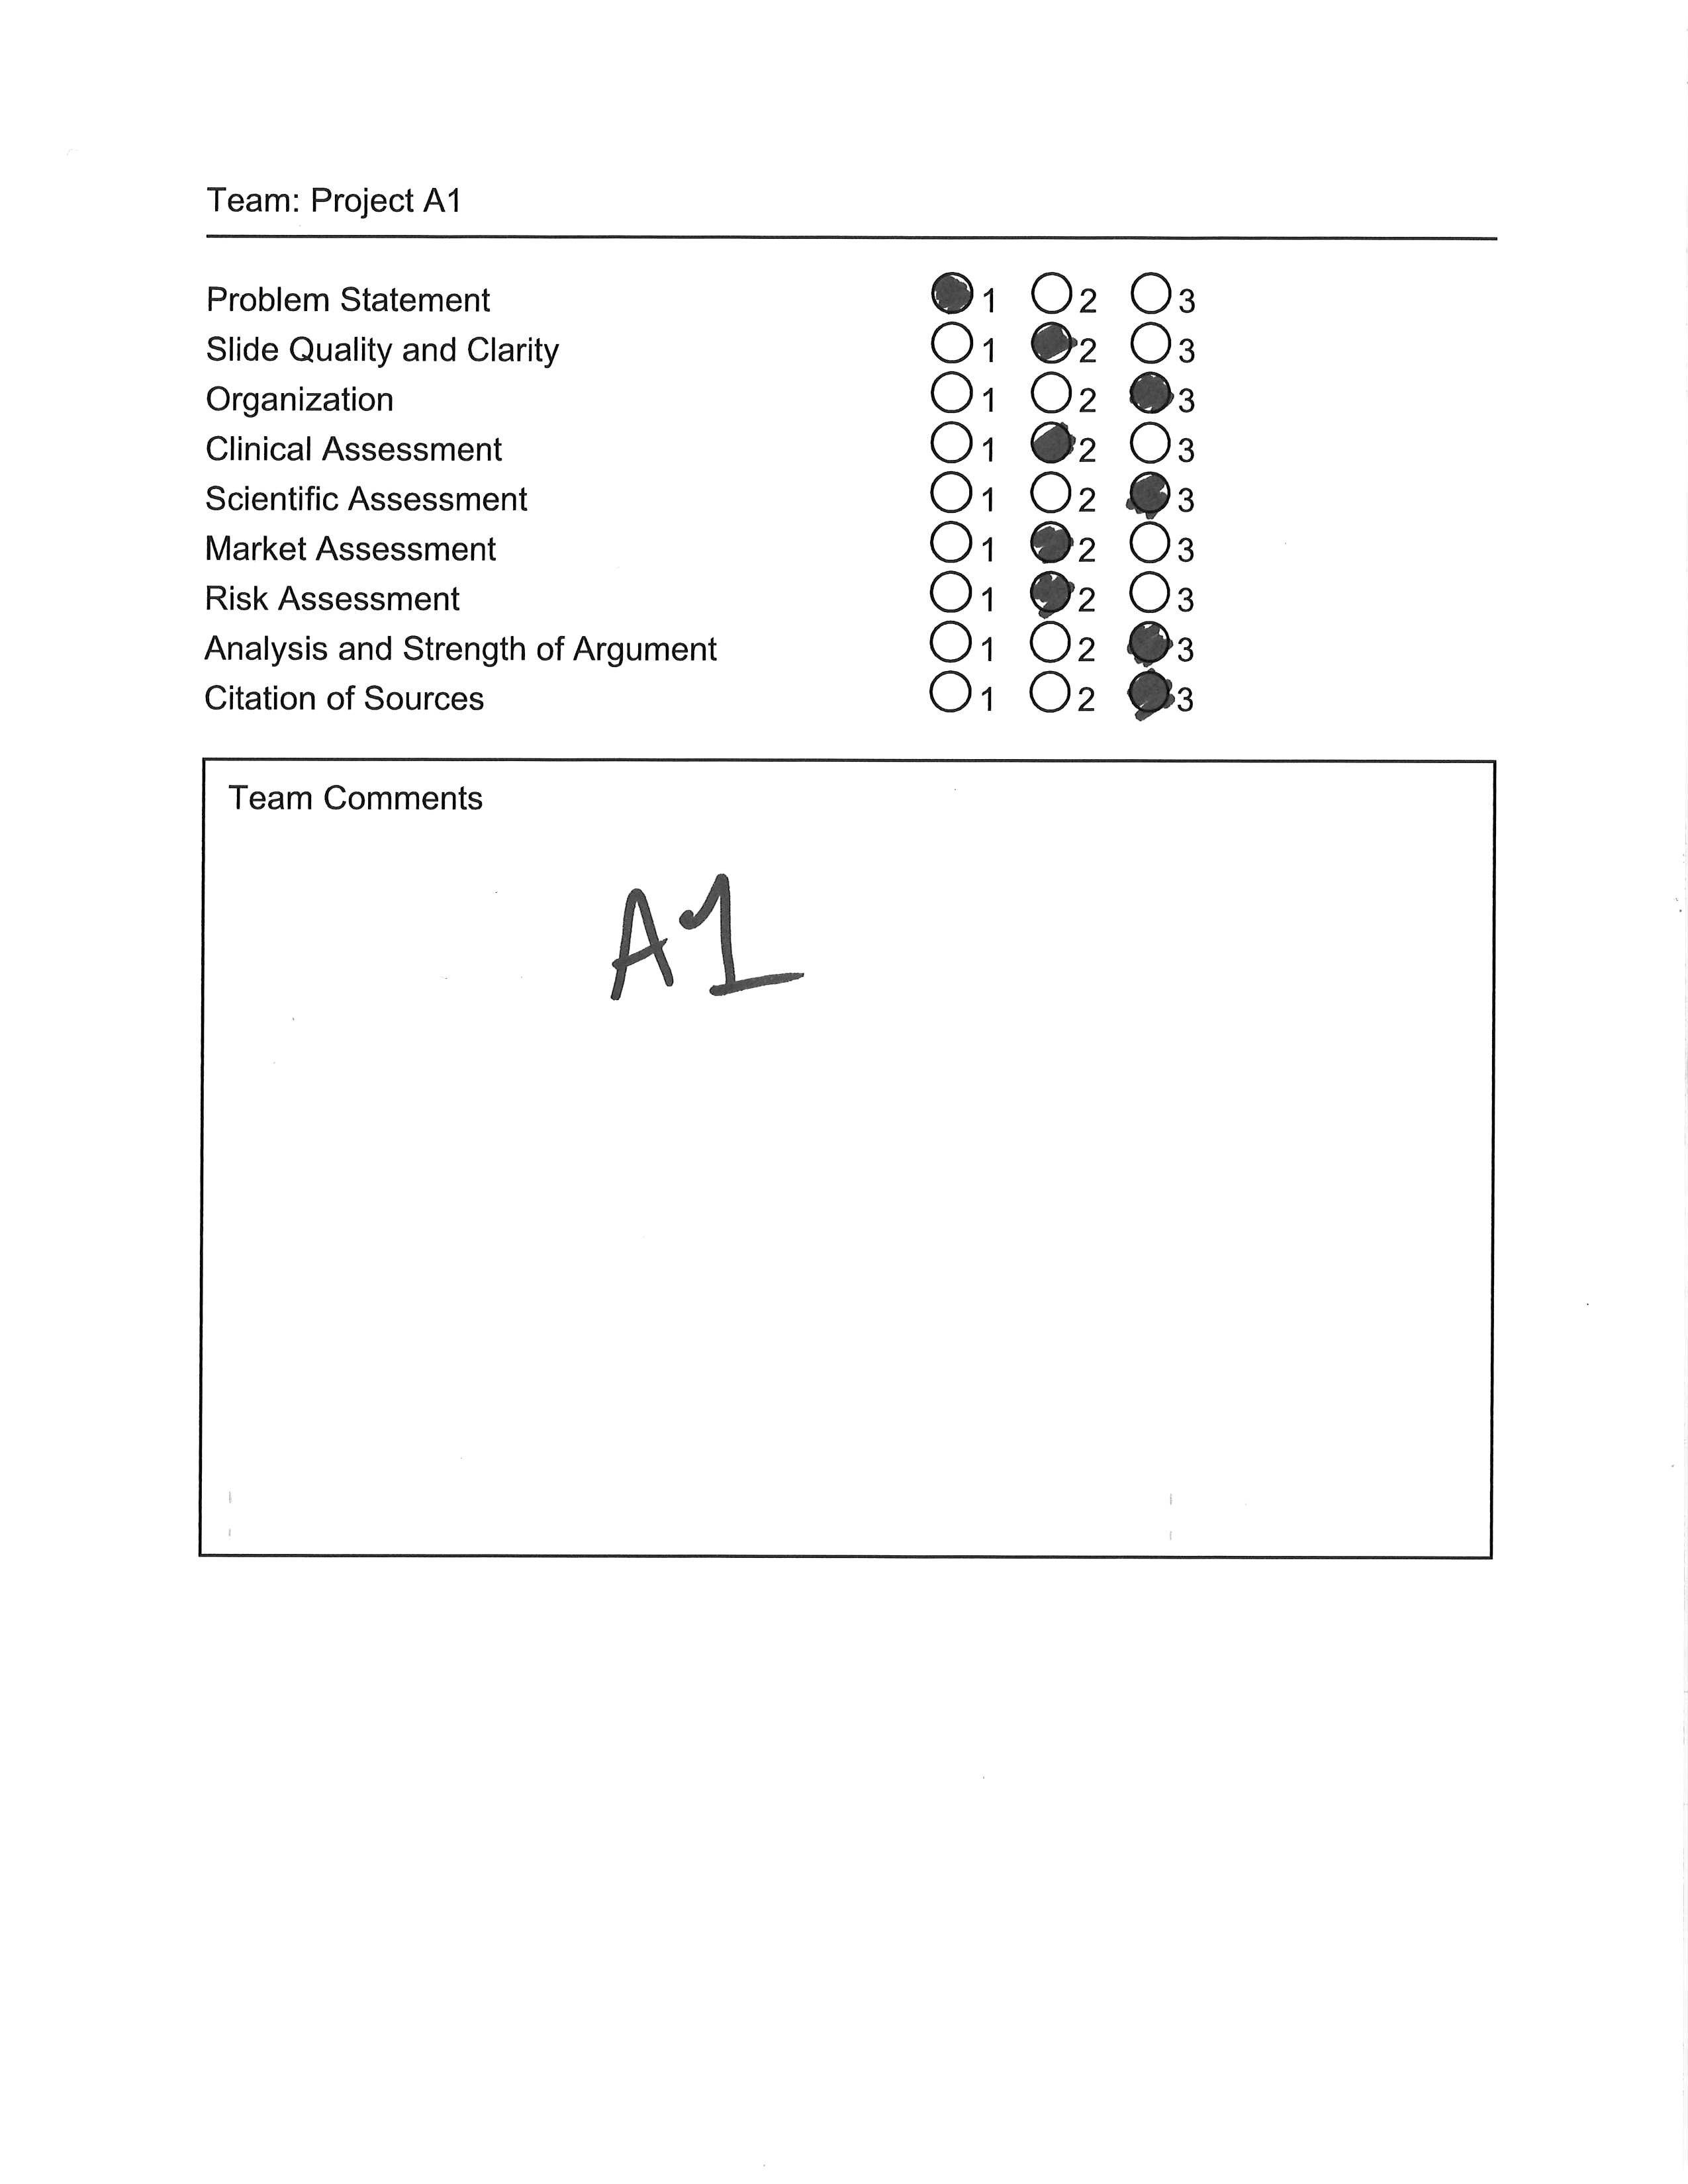 Team: Project A1
Problem Statement 1 2 3
Slide Quality and Clarity 1 2 3
Organization 1 2 3
Clinical Assessment 1 2 3
Scientific Assessment 1 2 3
Market Assessment 1 2 3
Risk Assessment 1 2 3
Analysis and Strength of Argument 1 2 3
Citation of Sources 1 2 3
Team Comments
A1